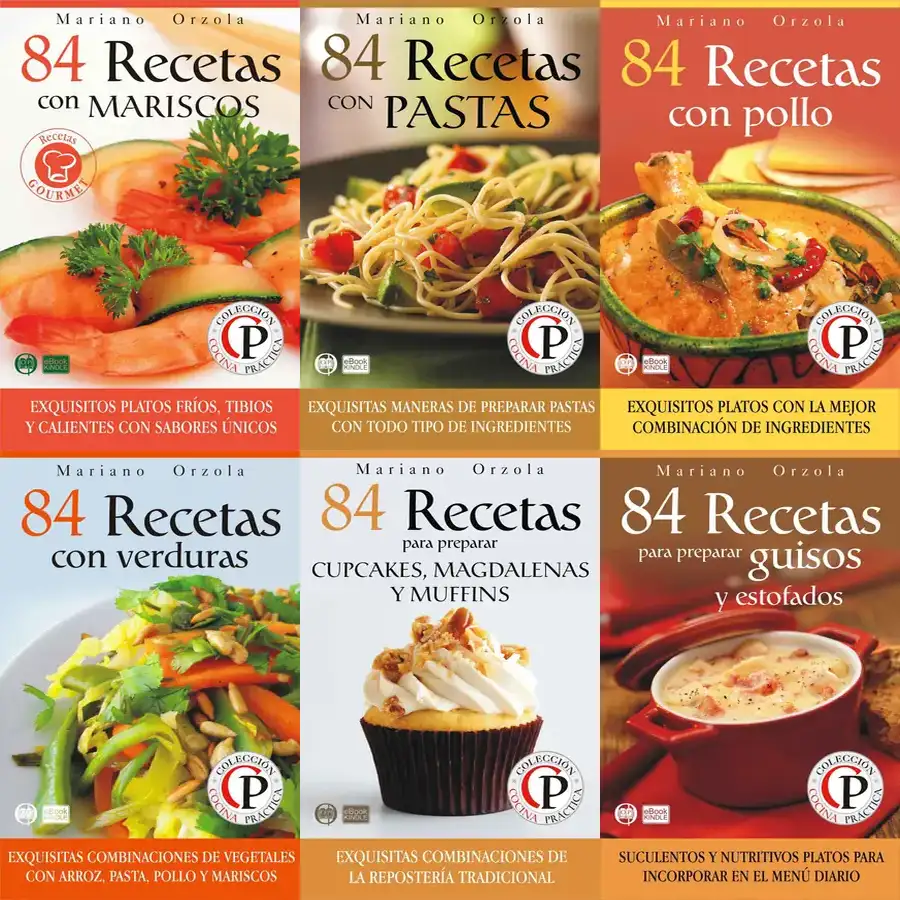 Mariano Orzola
84 Recetas
con MARISCOS
Recetas
GOURMET
COLECCIÓN
CP
COCINA PRÁCTICA
eBook
KINDLE
EXQUISITOS PLATOS FRÍOS, TIBIOS
Y CALIENTES CON SABORES ÚNICOS
Mariano Orzola
84 Recetas
CON PASTAS
COLECCIÓN
CP
COCINA PRÁCTICA
eBook
KINDLE
EXQUISITAS MANERAS DE PREPARAR PASTAS
CON TODO TIPO DE INGREDIENTES
Mariano Orzola
84 Recetas
con pollo
COLECCIÓN
CP
COCINA PRÁCTICA
eBook
KINDLE
EXQUISITOS PLATOS CON LA MEJOR
COMBINACIÓN DE INGREDIENTES
Mariano Orzola
84 Recetas
con verduras
COLECCIÓN
CP
COCINA PRÁCTICA
eBook
KINDLE
EXQUISITAS COMBINACIONES DE VEGETALES
CON ARROZ, PASTA, POLLO Y MARISCOS
Mariano Orzola
84 Recetas
para preparar
CUPCAKES, MAGDALENAS
Y MUFFINS
COLECCIÓN
CP
COCINA PRÁCTICA
eBook
KINDLE
EXQUISITAS COMBINACIONES DE
LA REPOSTERÍA TRADICIONAL
Mariano Orzola
84 Recetas
para preparar guisos
y estofados
COLECCIÓN
CP
COCINA PRÁCTICA
eBook
KINDLE
SUCULENTOS Y NUTRITIVOS PLATOS PARA
INCORPORAR EN EL MENÚ DIARIO